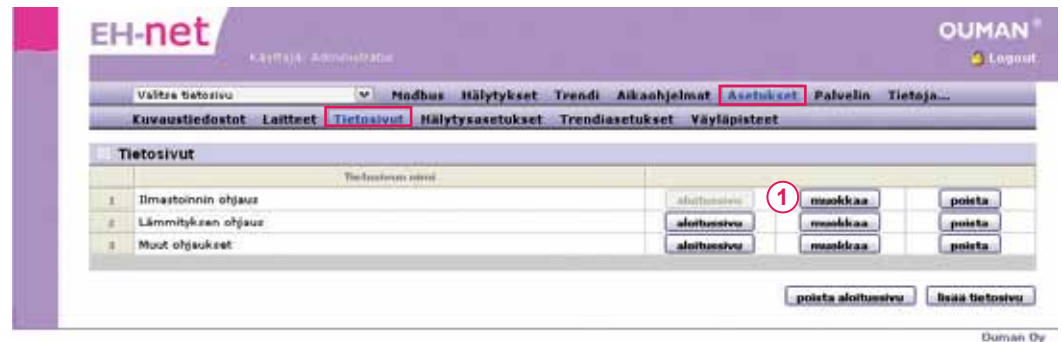 EH-net
OUMAN®
Käyttäjä: Administrator
Logout
Valitse tietosivu Modbus Hälytykset Trendi Aikaohjelmat Asetukset Palvelin Tietoja...
Kuvaustiedostot Laitteet Tietosivut Hälytysasetukset Trendiasetukset Väyläpisteet
Tietosivut
Tietosivun nimi
1 Ilmastoinnin ohjaus aloitussivu 1 muokkaa poista
2 Lämmityksen ohjaus aloitussivu muokkaa poista
3 Muut ohjaukset aloitussivu muokkaa poista
poista aloitussivu lisää tietosivu
Ouman Oy